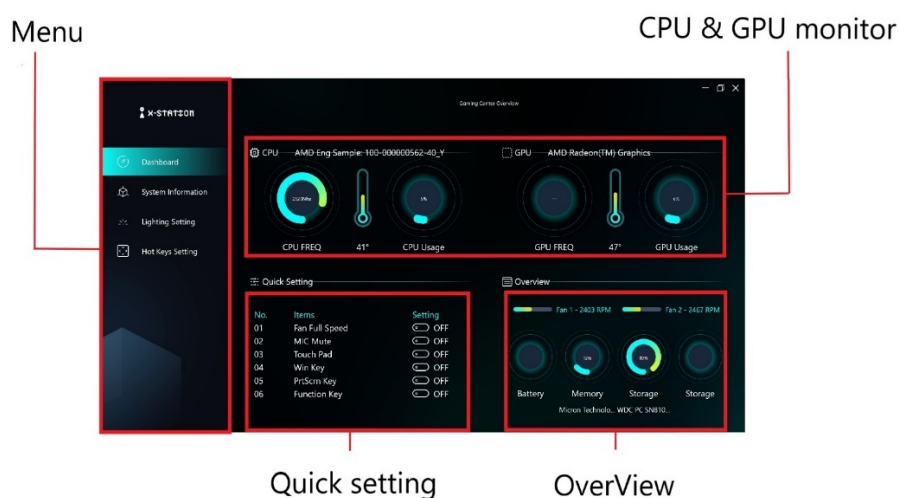 Menu
CPU & GPU monitor
X-STATION
Gaming Center Overview
Dashboard
System Information
Lighting Setting
Hot Keys Setting
CPU AMD Eng Sample: 100-000000562-40_Y
GPU AMD Radeon(TM) Graphics
CPU FREQ 41° CPU Usage
GPU FREQ 47° GPU Usage
Quick Setting
No. Items Setting
01 Fan Full Speed OFF
02 MIC Mute OFF
03 Touch Pad OFF
04 Win Key OFF
05 PrtScrn Key OFF
06 Function Key OFF
Overview
Fan 1 - 2403 RPM Fan 2 - 2467 RPM
Battery Memory Storage Storage
Micron Technolo... WDC PC SN810...
Quick setting
OverView